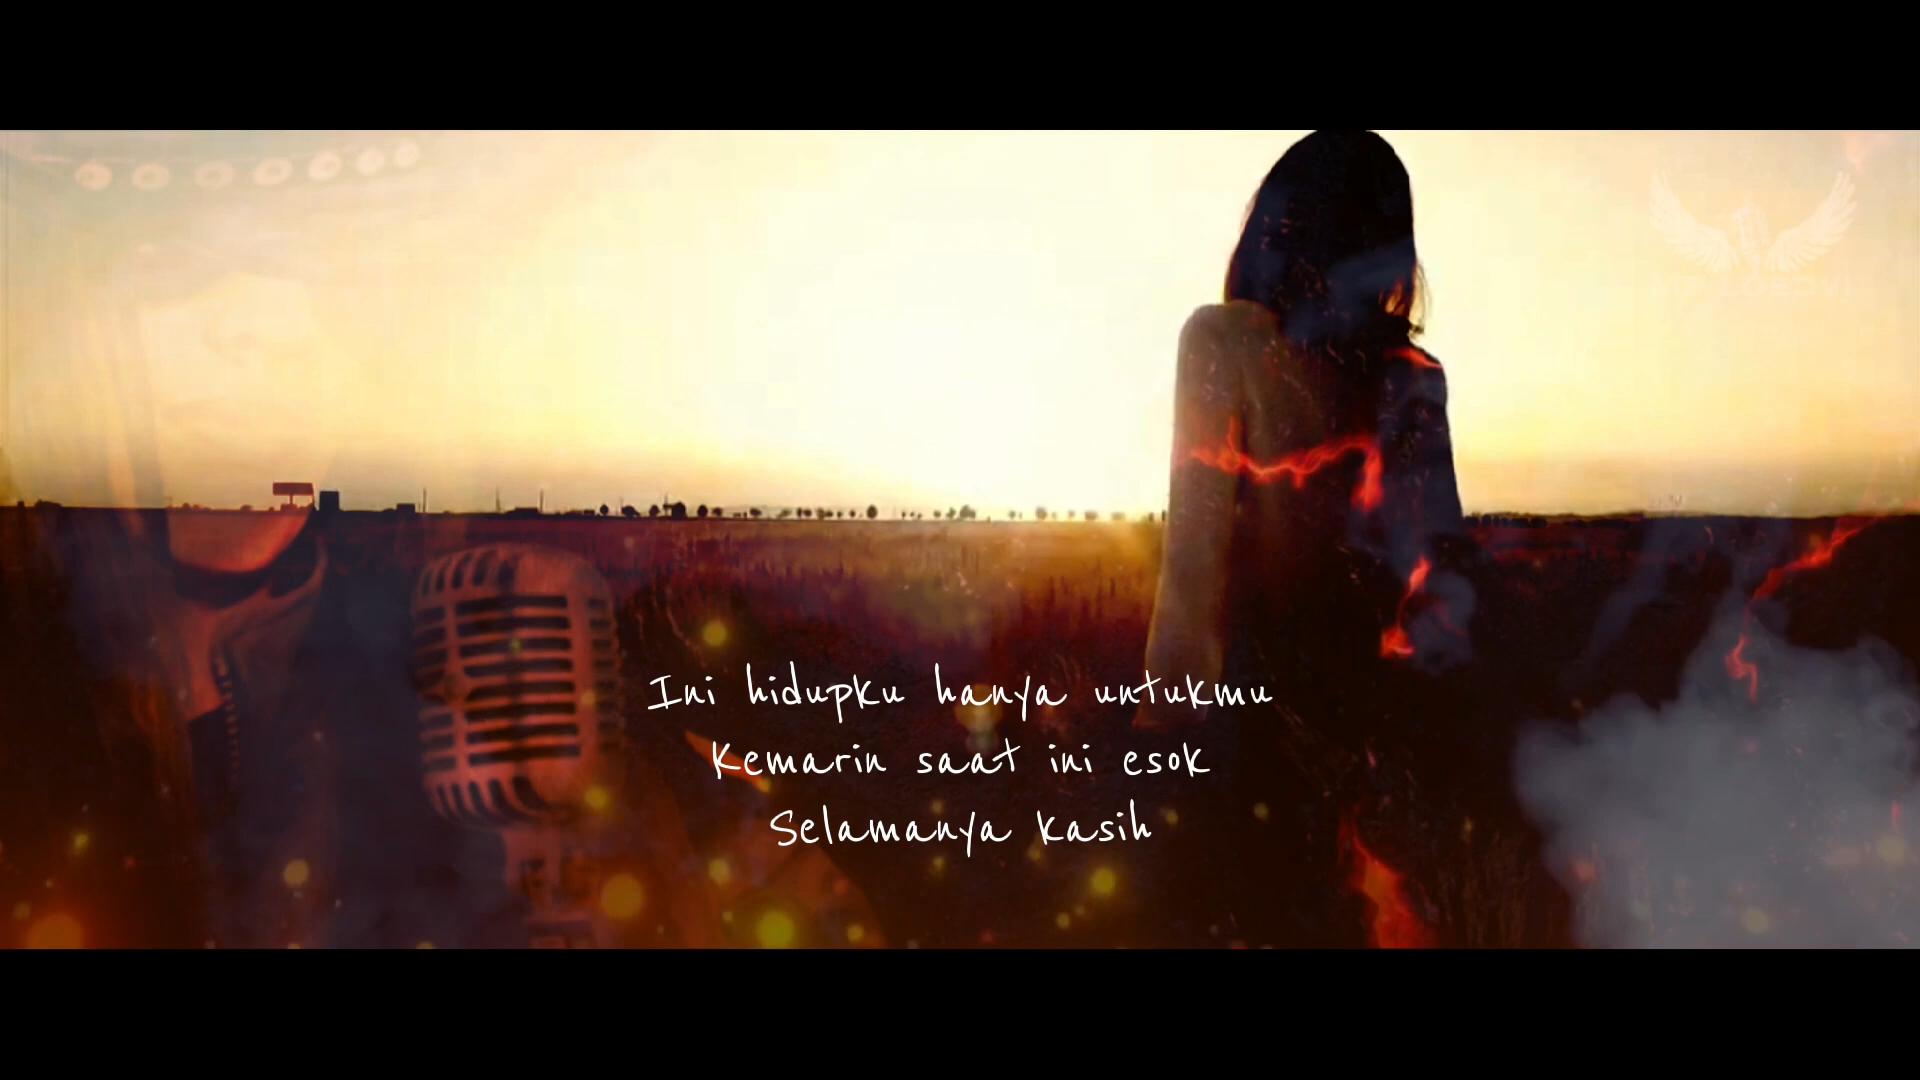 Ini hidupku hanya untukmu
Kemarin saat ini esok
Selamanya kasih